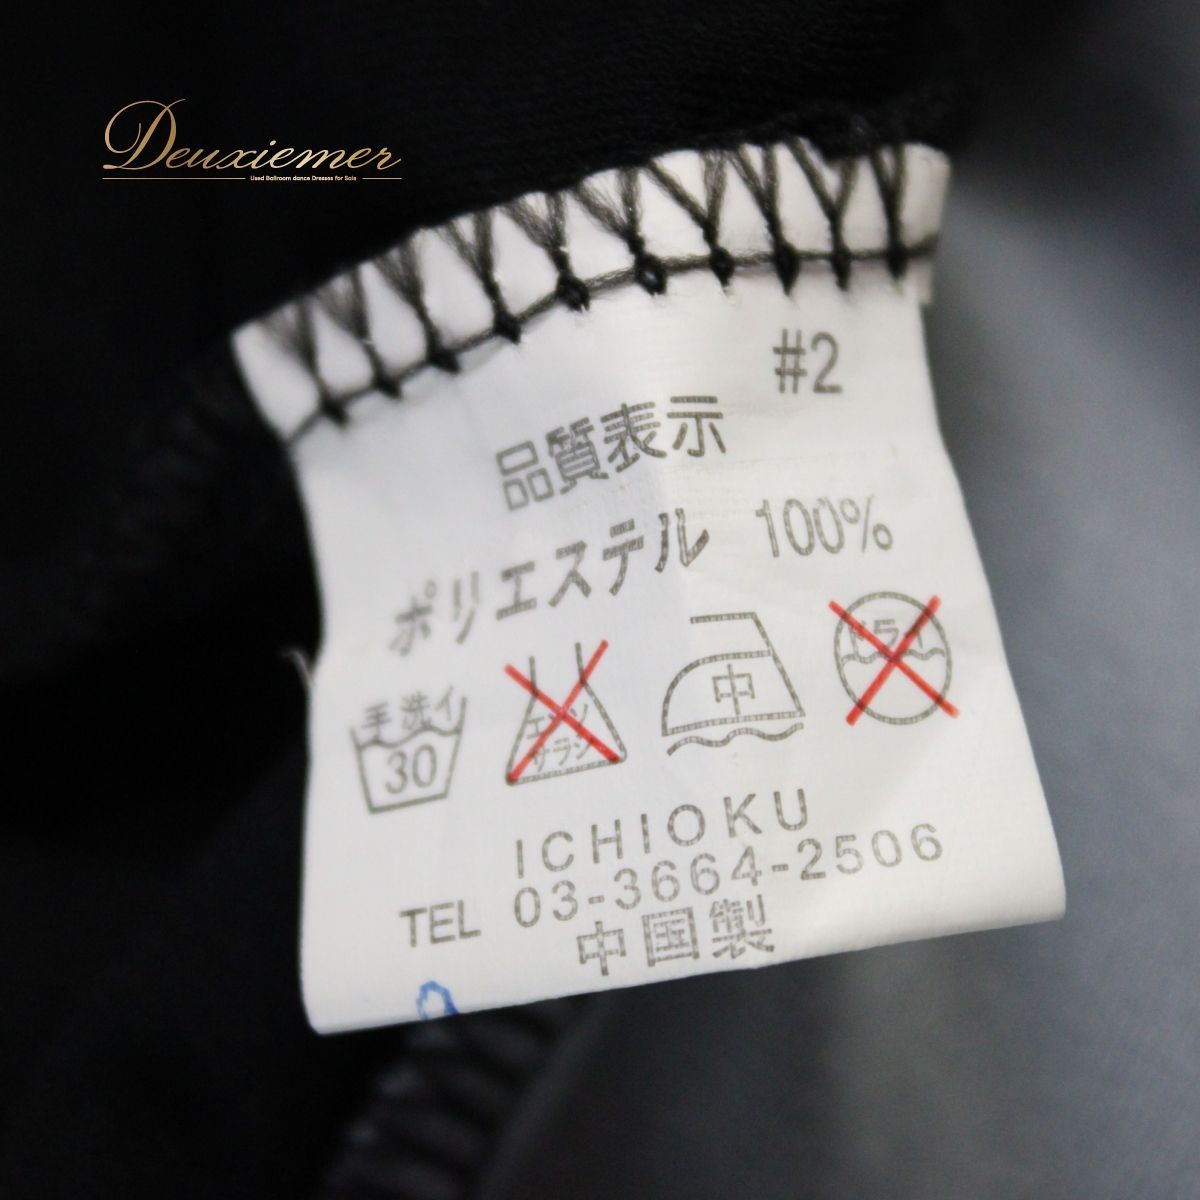 Deuxiemer
Used Ballroom dance Dresses for Sale
#2
品質表示
ポリエステル 100%
手洗イ
30
エンソ
サラシ
中
ドライ
ICHIOKU
TEL 03-3664-2506
中国製